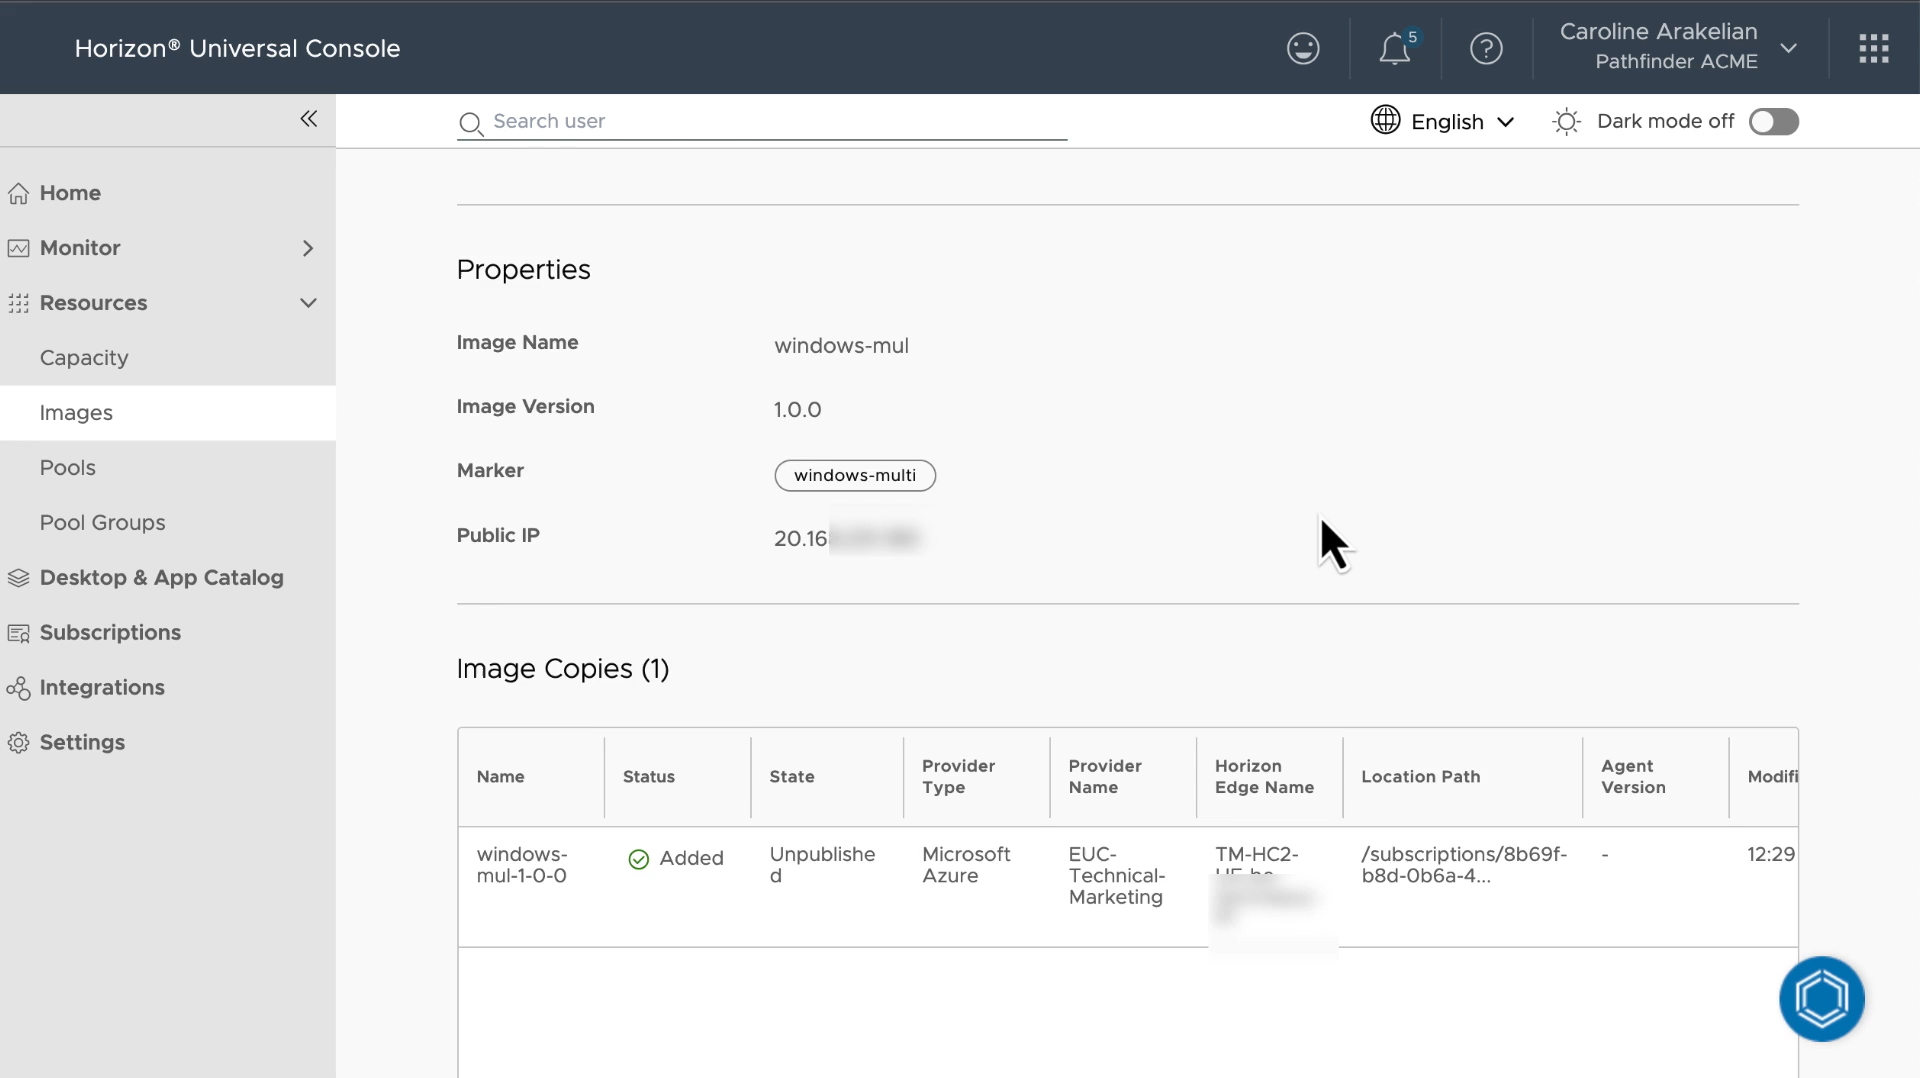 Horizon® Universal Console
5
Caroline Arakelian
Pathfinder ACME
Search user
English
Dark mode off
Home
Monitor
Resources
Capacity
Images
Pools
Pool Groups
Desktop & App Catalog
Subscriptions
Integrations
Settings
Properties
Image Name
windows-mul
Image Version
1.0.0
Marker
windows-multi
Public IP
20.16
Image Copies (1)
Name
Status
State
Provider
Type
Provider
Name
Horizon
Edge Name
Location Path
Agent
Version
Modifi
windows-
mul-1-0-0
Added
Unpublishe
d
Microsoft
Azure
EUC-
Technical-
Marketing
TM-HC2-
/subscriptions/8b69f-
b8d-0b6a-4...
-
12:29